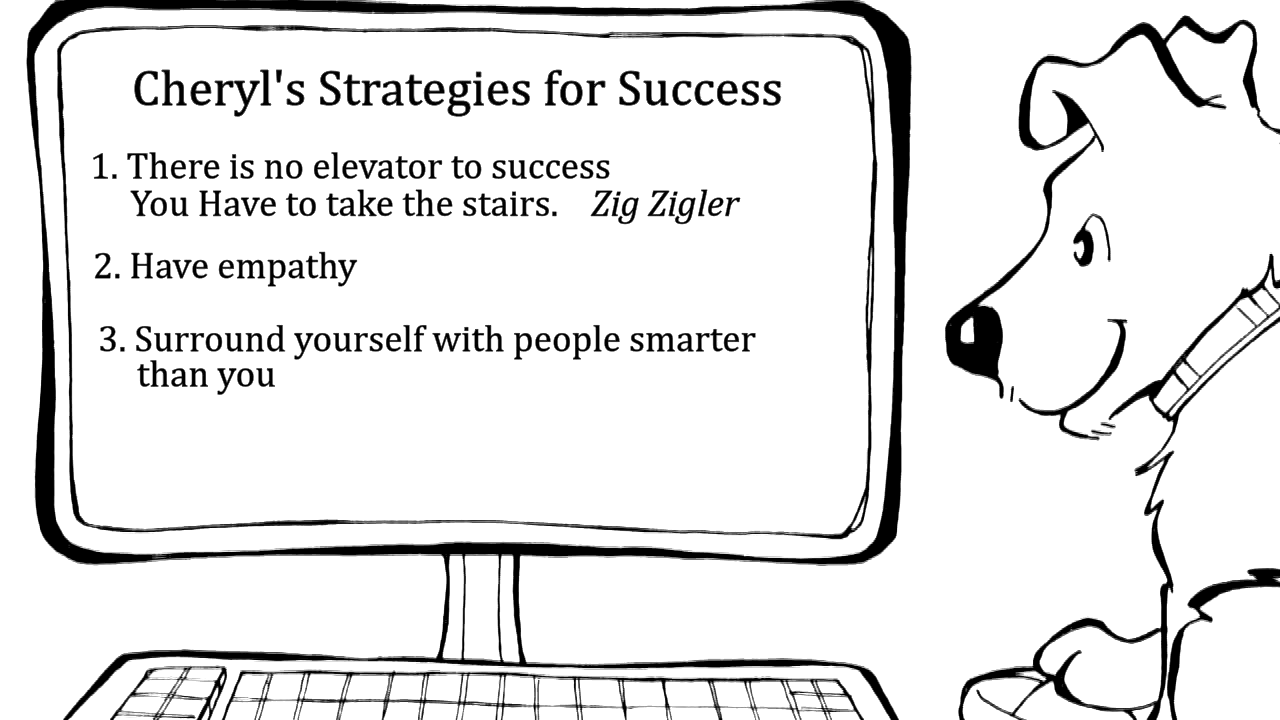 Cheryl's Strategies for Success
1. There is no elevator to success
You Have to take the stairs. Zig Zigler
2. Have empathy
3. Surround yourself with people smarter
than you